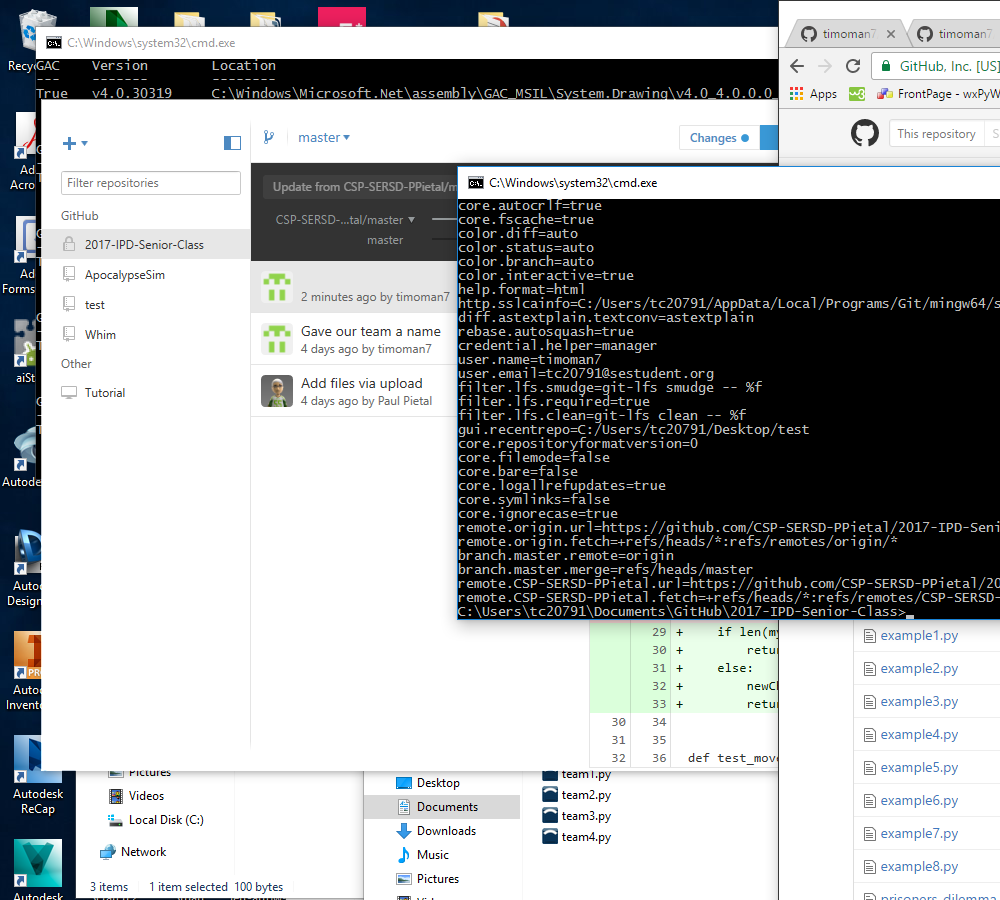 C:\Windows\system32\cmd.exe
GAC Version Location
--- ------- --------
True v4.0.30319 C:\Windows\Microsoft.Net\assembly\GAC_MSIL\System.Drawing\v4.0_4.0.0.0_
Recy
Ad
Acro
Ad
Forms
aiSt
Autode
Auto
Design
Auto
Invento
Autodesk
ReCap
Autodesk
master
Changes
Filter repositories
GitHub
2017-IPD-Senior-Class
ApocalypseSim
test
Whim
Other
Tutorial
Update from CSP-SERSD-PPietal/m
CSP-SERSD-...tal/master
master
2 minutes ago by timoman7
Gave our team a name
4 days ago by timoman7
Add files via upload
4 days ago by Paul Pietal
timoman7
timoman7
GitHub, Inc. [US]
Apps
w3
FrontPage - wxPyW
This repository
S
C:\Windows\system32\cmd.exe
core.autocrlf=true
core.fscache=true
color.diff=auto
color.status=auto
color.branch=auto
color.interactive=true
help.format=html
http.sslcainfo=C:/Users/tc20791/AppData/Local/Programs/Git/mingw64/s
diff.astextplain.textconv=astextplain
rebase.autosquash=true
credential.helper=manager
user.name=timoman7
user.email=tc20791@sestudent.org
filter.lfs.smudge=git-lfs smudge -- %f
filter.lfs.required=true
filter.lfs.clean=git-lfs clean -- %f
gui.recentrepo=C:/Users/tc20791/Desktop/test
core.repositoryformatversion=0
core.filemode=false
core.bare=false
core.logallrefupdates=true
core.symlinks=false
core.ignorecase=true
remote.origin.url=https://github.com/CSP-SERSD-PPietal/2017-IPD-Seni
remote.origin.fetch=+refs/heads/*:refs/remotes/origin/*
branch.master.remote=origin
branch.master.merge=refs/heads/master
remote.CSP-SERSD-PPietal.url=https://github.com/CSP-SERSD-PPietal/20
remote.CSP-SERSD-PPietal.fetch=+refs/heads/*:refs/remotes/CSP-SERSD-
C:\Users\tc20791\Documents\GitHub\2017-IPD-Senior-Class>_
29 + if len(my
30 + retu
31 + else:
32 + newCh
33 + retu
30 34
31 35
32 36 def test_move
example1.py
example2.py
example3.py
example4.py
example5.py
example6.py
example7.py
example8.py
prisoners_dilemma
Pictures
Videos
Local Disk (C:)
Network
3 items 1 item selected 100 bytes
Desktop
Documents
Downloads
Music
Pictures
team1.py
team2.py
team3.py
team4.py